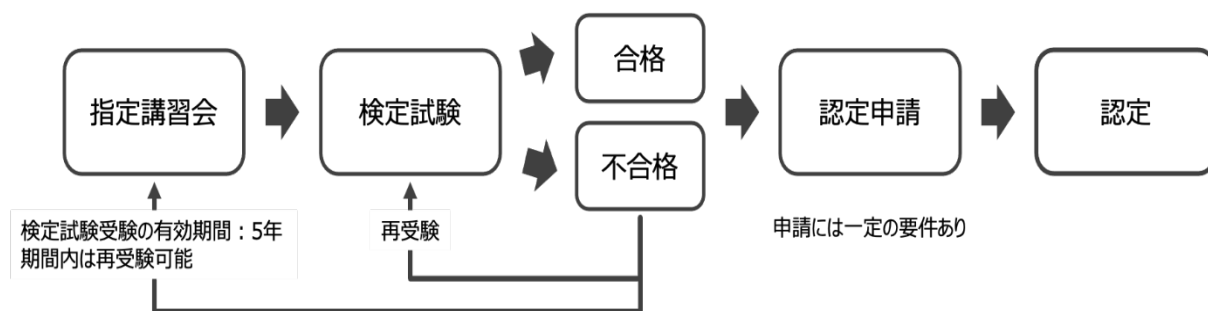 指定講習会
検定試験
合格
不合格
認定申請
認定
検定試験受験の有効期間：5年
期間内は再受験可能
再受験
申請には一定の要件あり